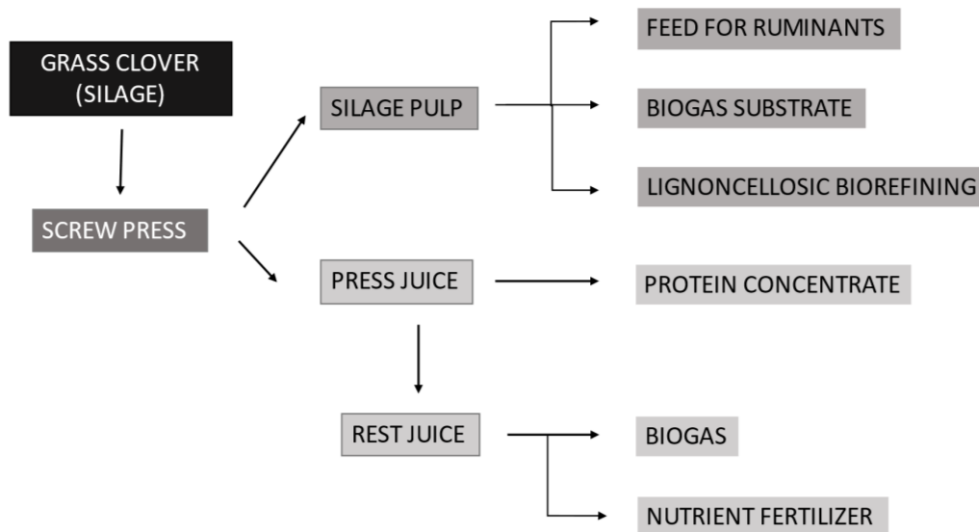 GRASS CLOVER
(SILAGE)
SCREW PRESS
SILAGE PULP
FEED FOR RUMINANTS
BIOGAS SUBSTRATE
LIGNONCELLOSIC BIOREFINING
PRESS JUICE
PROTEIN CONCENTRATE
REST JUICE
BIOGAS
NUTRIENT FERTILIZER